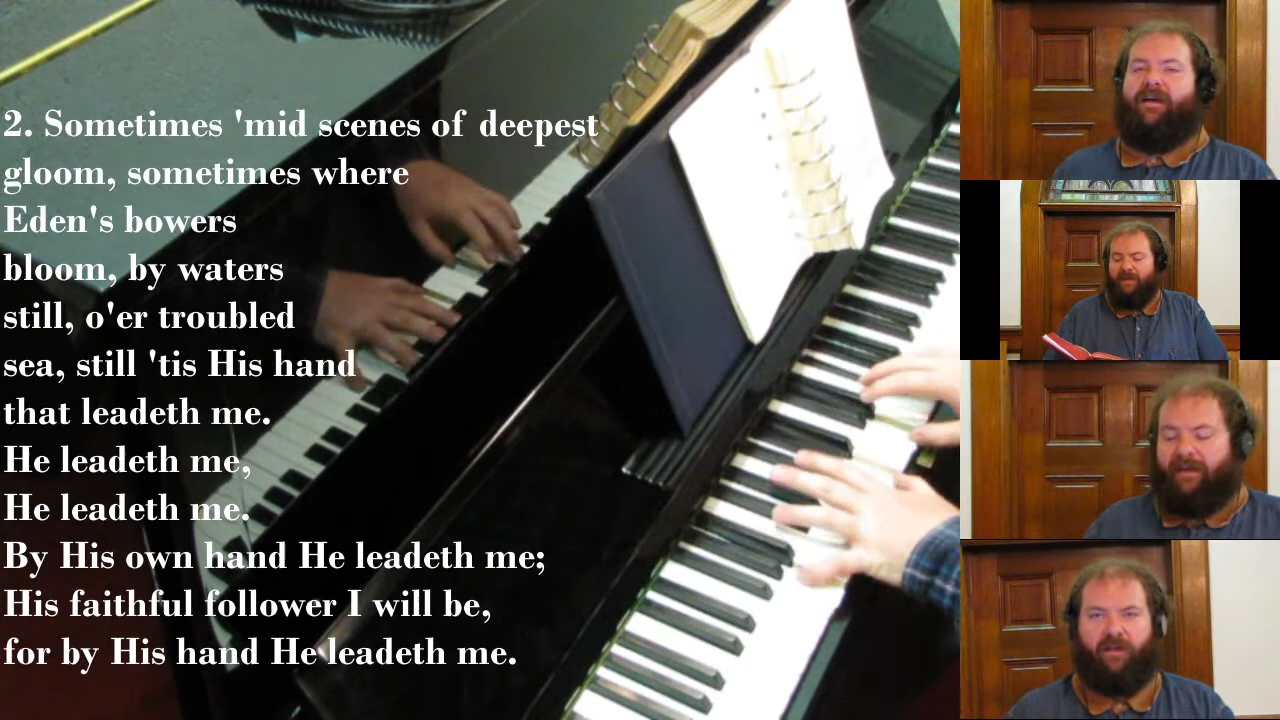 2. Sometimes 'mid scenes of deepest
gloom, sometimes where
Eden's bowers
bloom, by waters
still, o'er troubled
sea, still 'tis His hand
that leadeth me.
He leadeth me,
He leadeth me.
By His own hand He leadeth me;
His faithful follower I will be,
for by His hand He leadeth me.